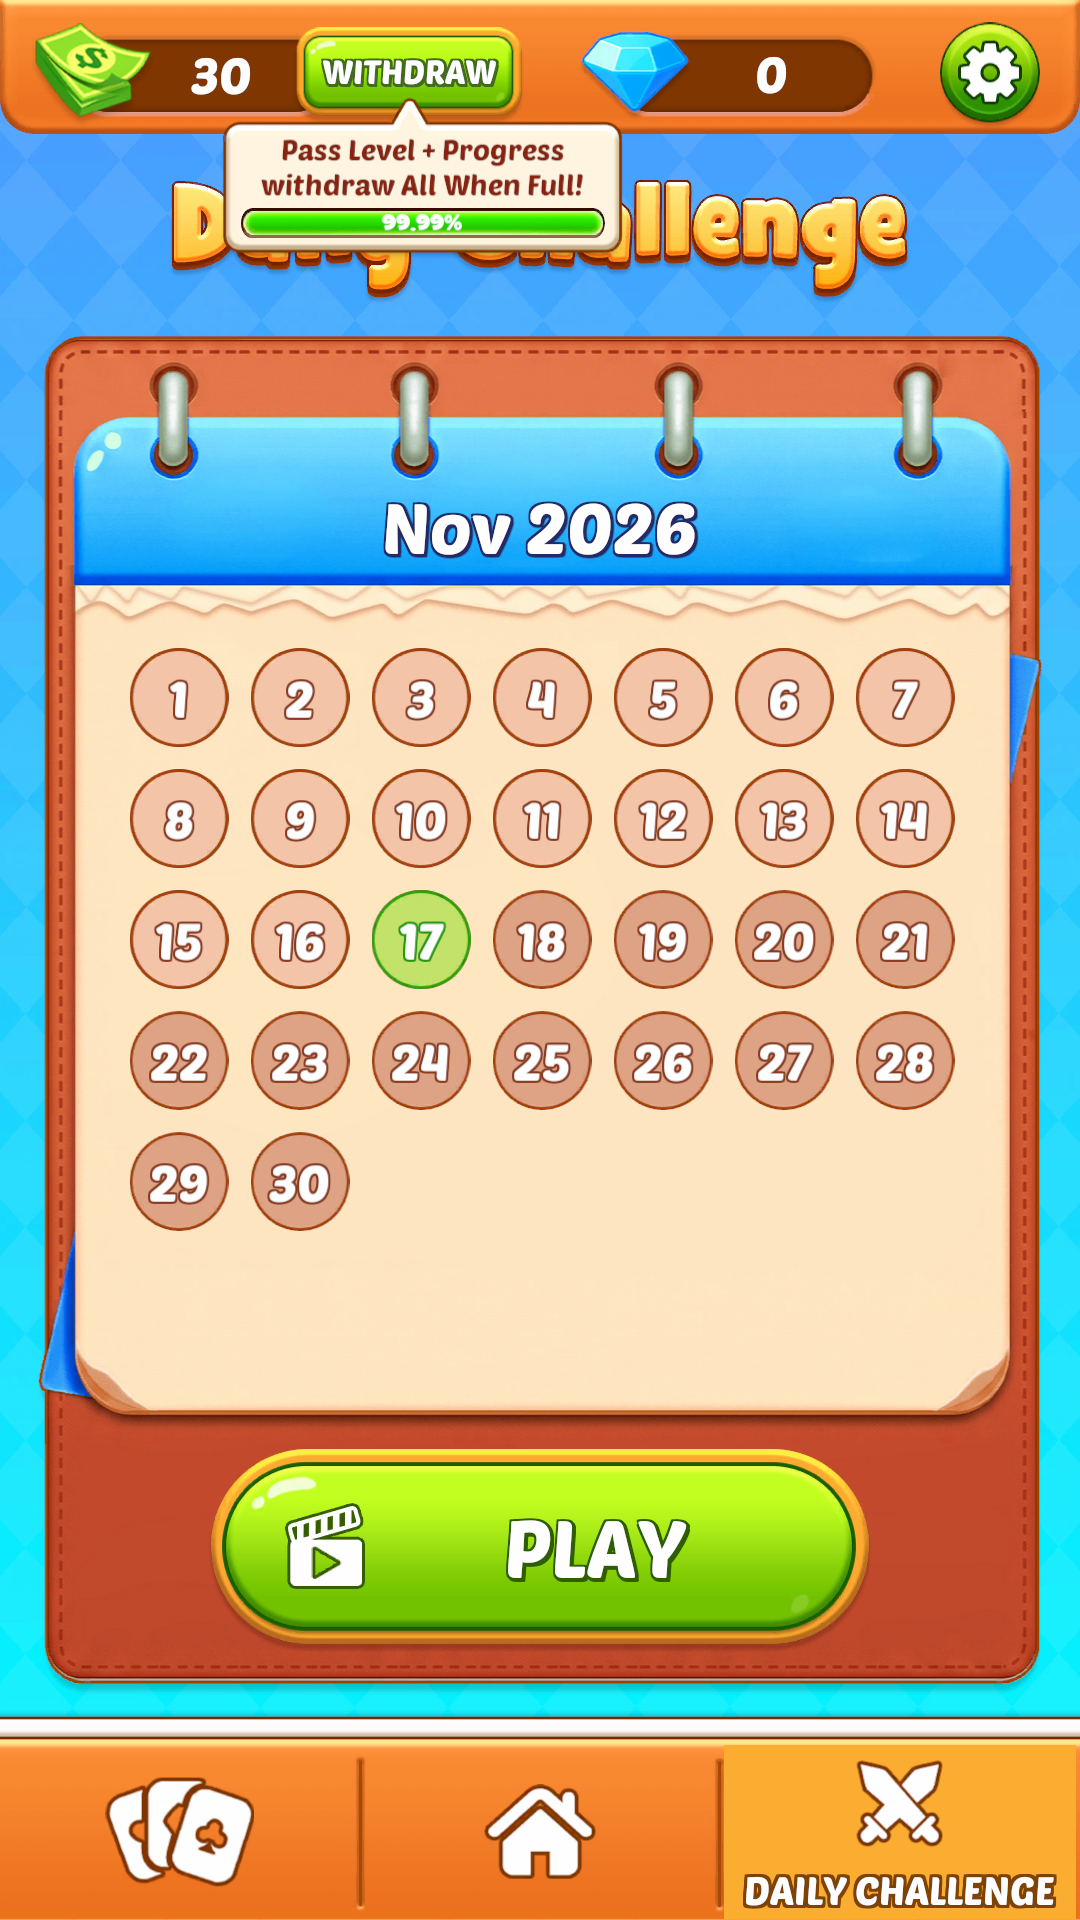 30 WITHDRAW 0
Pass Level + Progress
withdraw All When Full!
99.99%
Daily Challenge
Nov 2026
1 2 3 4 5 6 7
8 9 10 11 12 13 14
15 16 17 18 19 20 21
22 23 24 25 26 27 28
29 30
PLAY
DAILY CHALLENGE